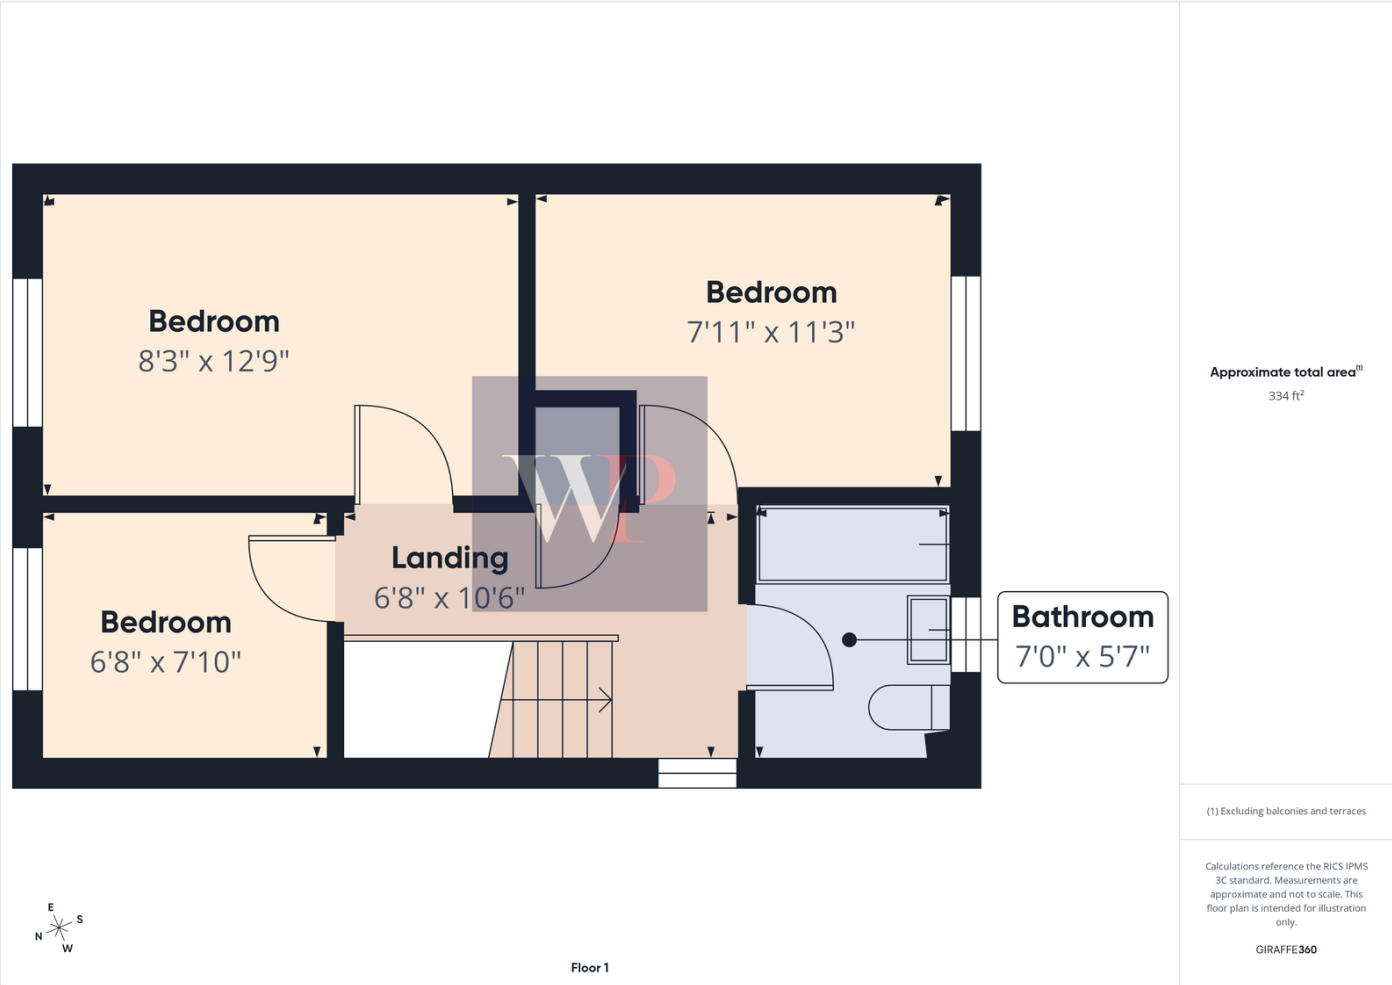 Bedroom
8'3" x 12'9"
Bedroom
7'11" x 11'3"
WP
Landing
6'8" x 10'6"
Bedroom
6'8" x 7'10"
Bathroom
7'0" x 5'7"
Approximate total area(1)
334 ft²
(1) Excluding balconies and terraces
Calculations reference the RICS IPMS
3C standard. Measurements are
approximate and not to scale. This
floor plan is intended for illustration
only.
GIRAFFE360
E
S
N
W
Floor 1